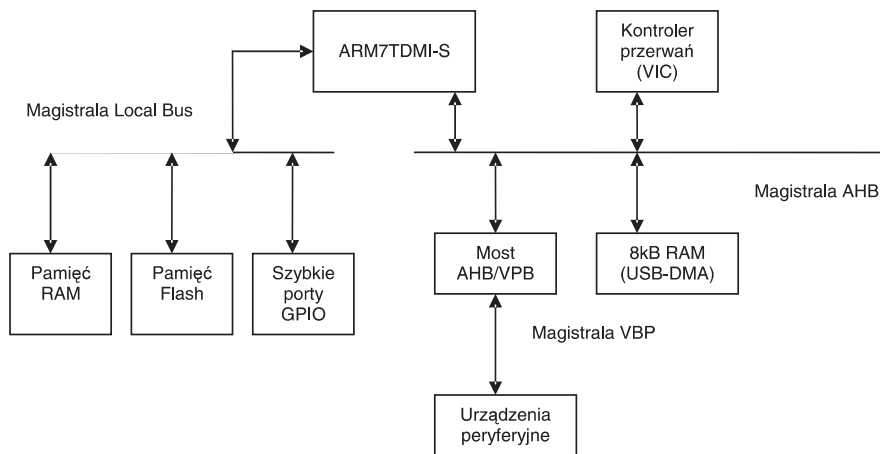 ARM7TDMI-S
Kontroler
przerwań
(VIC)
Magistrala Local Bus
Magistrala AHB
Pamięć
RAM
Pamięć
Flash
Szybkie
porty
GPIO
Most
AHB/VPB
8kB RAM
(USB-DMA)
Magistrala VBP
Urządzenia
peryferyjne